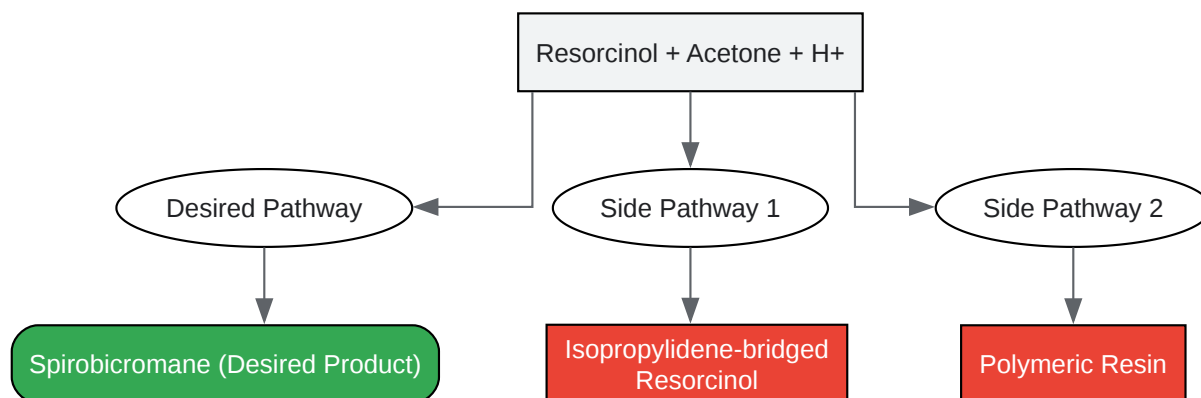 Resorcinol + Acetone + H+
Desired Pathway
Side Pathway 1
Side Pathway 2
Spirobicromane (Desired Product)
Isopropylidene-bridged
Resorcinol
Polymeric Resin